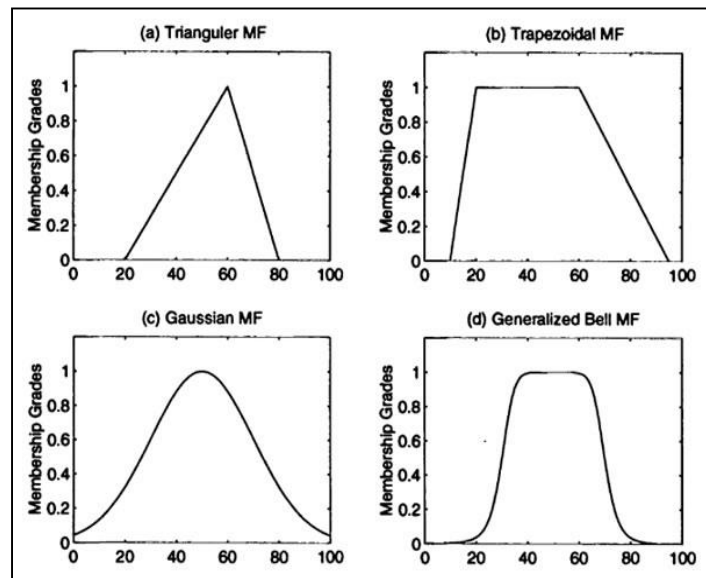 (a) Trianguler MF
Membership Grades
1
0.8
0.6
0.4
0.2
0
0 20 40 60 80 100
(b) Trapezoidal MF
Membership Grades
1
0.8
0.6
0.4
0.2
0
0 20 40 60 80 100
(c) Gaussian MF
Membership Grades
1
0.8
0.6
0.4
0.2
0
0 20 40 60 80 100
(d) Generalized Bell MF
Membership Grades
1
0.8
0.6
0.4
0.2
0
0 20 40 60 80 100